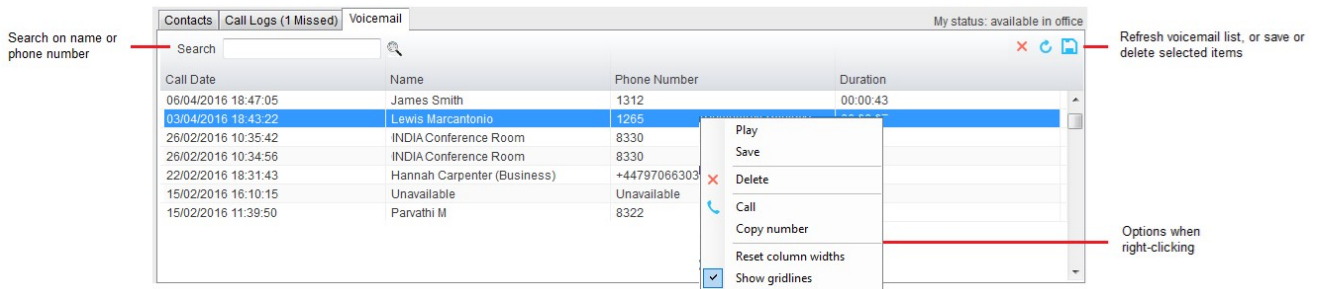 Contacts Call Logs (1 Missed) Voicemail My status: available in office
Search on name or
phone number
Search
Refresh voicemail list, or save or
delete selected items
Call Date Name Phone Number Duration
06/04/2016 18:47:05 James Smith 1312 00:00:43
03/04/2016 18:43:22 Lewis Marcantonio 1265
26/02/2016 10:35:42 INDIA Conference Room 8330
26/02/2016 10:34:56 INDIA Conference Room 8330
22/02/2016 18:31:43 Hannah Carpenter (Business) +44797066303
15/02/2016 16:10:15 Unavailable Unavailable
15/02/2016 11:39:50 Parvathi M 8322
Play
Save
Delete
Call
Copy number
Reset column widths
Show gridlines
Options when
right-clicking